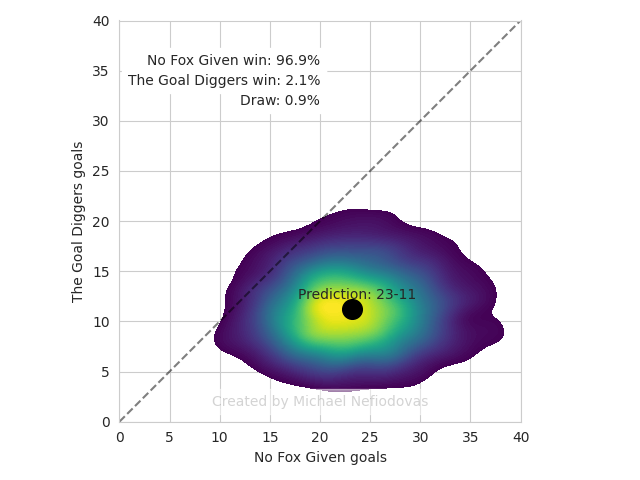 40
35
30
25
20
15
10
5
0
The Goal Diggers goals
No Fox Given win: 96.9%
The Goal Diggers win: 2.1%
Draw: 0.9%
Prediction: 23-11
Created by Michael Nefiodovas
0 5 10 15 20 25 30 35 40
No Fox Given goals